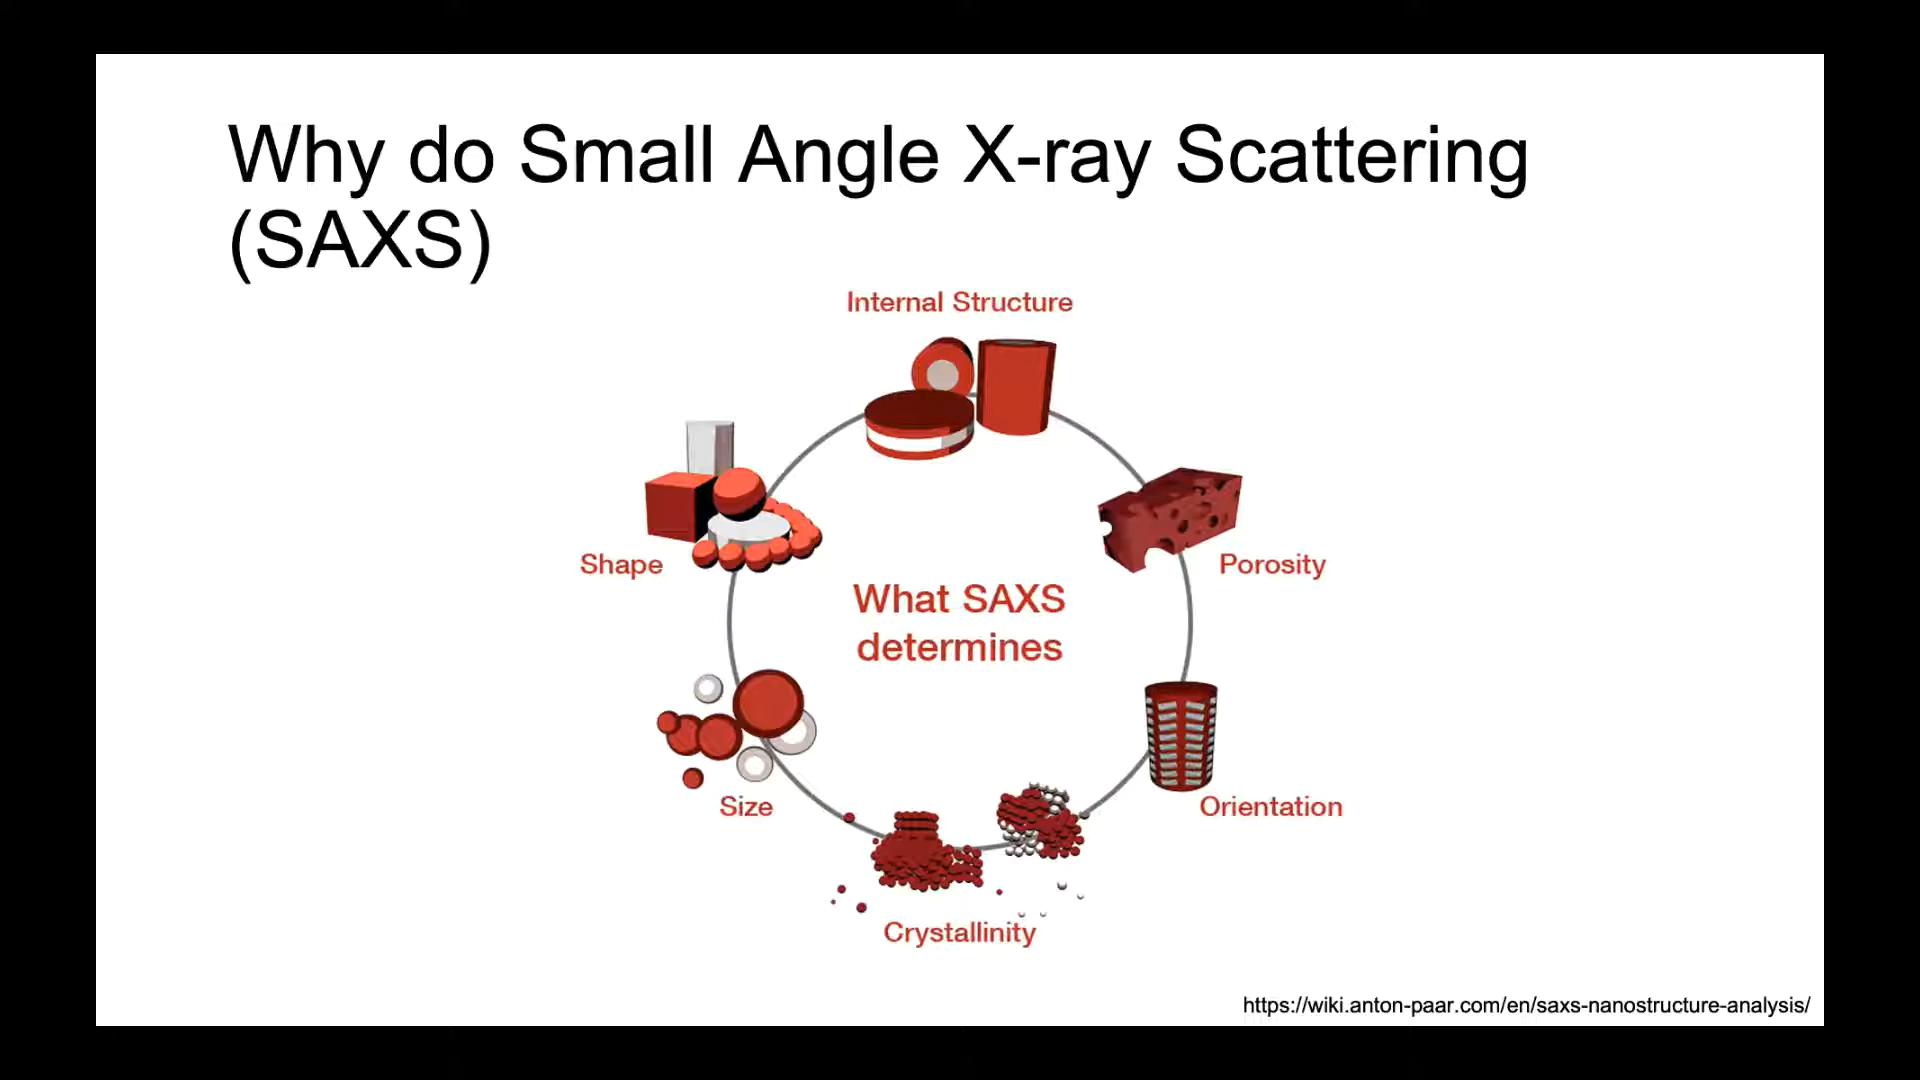 Why do Small Angle X-ray Scattering
(SAXS)
Internal Structure
Shape
Porosity
What SAXS
determines
Size
Orientation
Crystallinity
https://wiki.anton-paar.com/en/saxs-nanostructure-analysis/